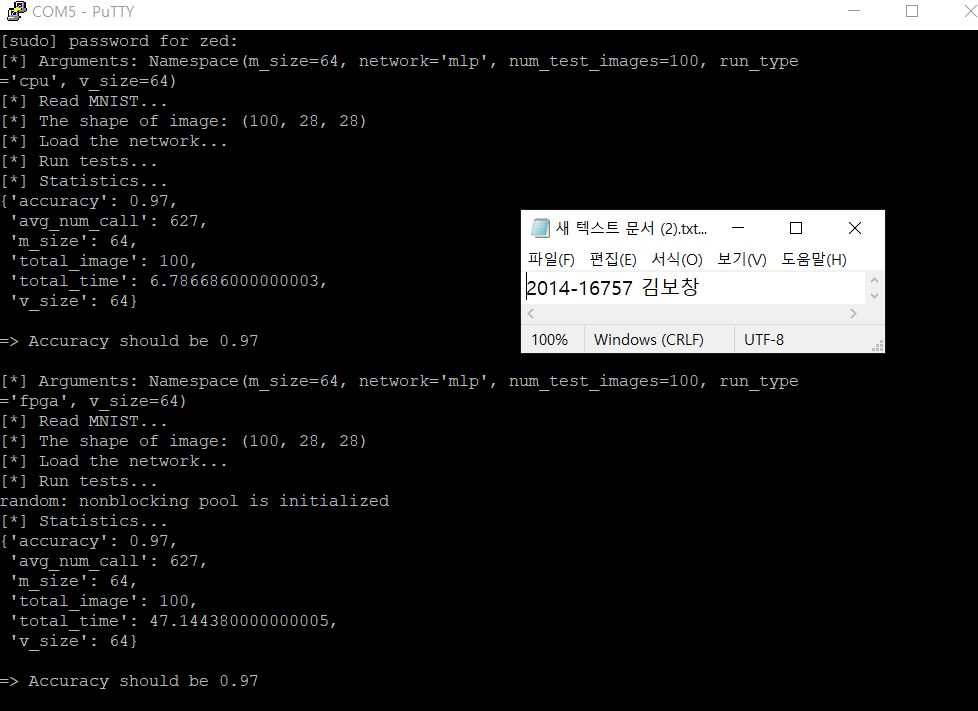 COM5 - PuTTY
[sudo] password for zed:
[*] Arguments: Namespace(m_size=64, network='mlp', num_test_images=100, run_type
='cpu', v_size=64)
[*] Read MNIST...
[*] The shape of image: (100, 28, 28)
[*] Load the network...
[*] Run tests...
[*] Statistics...
{'accuracy': 0.97,
 'avg_num_call': 627,
 'm_size': 64,
 'total_image': 100,
 'total_time': 6.786686000000003,
 'v_size': 64}
=> Accuracy should be 0.97
[*] Arguments: Namespace(m_size=64, network='mlp', num_test_images=100, run_type
='fpga', v_size=64)
[*] Read MNIST...
[*] The shape of image: (100, 28, 28)
[*] Load the network...
[*] Run tests...
random: nonblocking pool is initialized
[*] Statistics...
{'accuracy': 0.97,
 'avg_num_call': 627,
 'm_size': 64,
 'total_image': 100,
 'total_time': 47.144380000000005,
 'v_size': 64}
=> Accuracy should be 0.97
새 텍스트 문서 (2).txt...
파일(F) 편집(E) 서식(O) 보기(V) 도움말(H)
2014-16757 김보창
100% Windows (CRLF) UTF-8